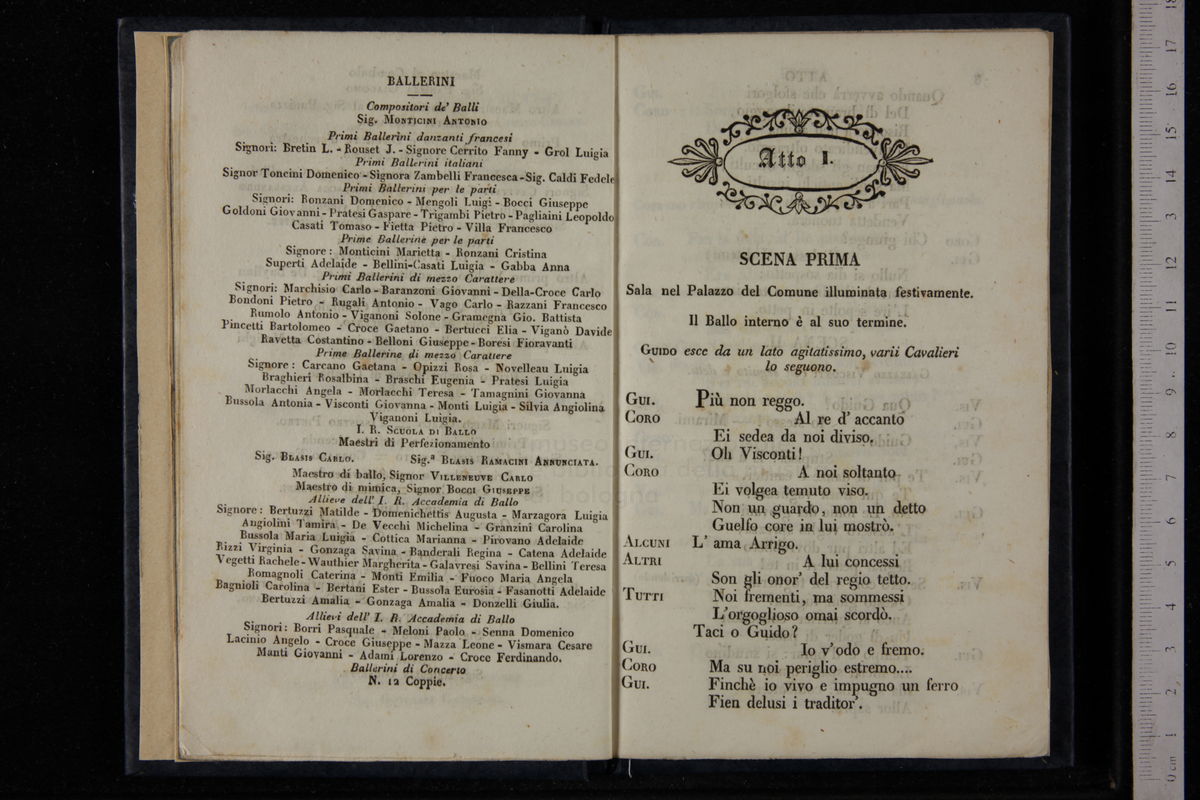 BALLERINI
Compositori de' Balli
Sig. Monticini Antonio
Primi Ballerini danzanti francesi
Signori: Bretin L. - Rouset J. - Signore Cerrito Fanny - Grol Luigia
Primi Ballerini italiani
Signor Toncini Domenico - Signora Zambelli Francesca - Sig. Caldi Fedele
Primi Ballerini per le parti
Signori: Ronzani Domenico - Mengoli Luigi - Bocci Giuseppe
Goldoni Giovanni - Pratesi Gaspare - Trigambi Pietro - Pagliaini Leopoldo
Casati Tomaso - Fietta Pietro - Villa Francesco
Prime Ballerine per le parti
Signore: Monticini Marietta - Ronzani Cristina
Superti Adelaide - Bellini-Casati Luigia - Gabba Anna
Primi Ballerini di mezzo Carattere
Signori: Marchisio Carlo - Baranzoni Giovanni - Della-Croce Carlo
Bondoni Pietro - Rugali Antonio - Vago Carlo - Razzani Francesco
Rumolo Antonio - Viganoni Solone - Gramegna Gio. Battista
Pincetti Bartolomeo - Croce Gaetano - Bertucci Elia - Viganò Davide
Ravetta Costantino - Belloni Giuseppe - Boresi Fioravanti
Prime Ballerine di mezzo Carattere
Signore: Carcano Gaetana - Opizzi Rosa - Novelleau Luigia
Braghieri Rosalbina - Braschi Eugenia - Pratesi Luigia
Morlacchi Angela - Morlacchi Teresa - Tamagnini Giovanna
Bussola Antonia - Visconti Giovanna - Monti Luigia - Silvia Angiolina
Viganoni Luigia.
I. R. Scuola di Ballo
Maestri di Perfezionamento
Sig. Blasis Carlo. Sig.ª Blasis Ramacini Annunciata.
Maestro di ballo, Signor Villeneuve Carlo
Maestro di mimica, Signor Bocci Giuseppe
Allieve dell' I. R. Accademia di Ballo
Signore: Bertuzzi Matilde - Domenichettis Augusta - Marzagora Luigia
Angiolini Tamira - De Vecchi Michelina - Granzini Carolina
Bussola Maria Luigia - Cottica Marianna - Pirovano Adelaide
Rizzi Virginia - Gonzaga Savina - Banderali Regina - Catena Adelaide
Vegetti Rachele - Wauthier Margherita - Galavresi Savina - Bellini Teresa
Romagnoli Caterina - Monti Emilia - Fuoco Maria Angela
Bagnioli Carolina - Bertani Ester - Bussola Eurosia - Fasanotti Adelaide
Bertuzzi Amalia - Gonzaga Amalia - Donzelli Giulia.
Allievi dell' I. R. Accademia di Ballo
Signori: Borri Pasquale - Meloni Paolo - Senna Domenico
Lacinio Angelo - Croce Giuseppe - Mazza Leone - Vismara Cesare
Manti Giovanni - Adami Lorenzo - Croce Ferdinando.
Ballerini di Concerto
N. 12 Coppie.
Atto I.
SCENA PRIMA
Sala nel Palazzo del Comune illuminata festivamente.
Il Ballo interno è al suo termine.
Guido esce da un lato agitatissimo, varii Cavalieri
lo seguono.
Gui. Più non reggo.
Coro Al re d' accanto
Ei sedea da noi diviso.
Gui. Oh Visconti!
Coro A noi soltanto
Ei volgea temuto viso.
Non un guardo, non un detto
Guelfo core in lui mostrò.
Alcuni L' ama Arrigo.
Altri A lui concessi
Son gli onor' del regio tetto.
Tutti Noi frementi, ma sommessi
L'orgoglioso omai scordò.
Taci o Guido?
Gui. Io v'odo e fremo.
Coro Ma su noi periglio estremo....
Gui. Finchè io vivo e impugno un ferro
Fien delusi i traditor'.